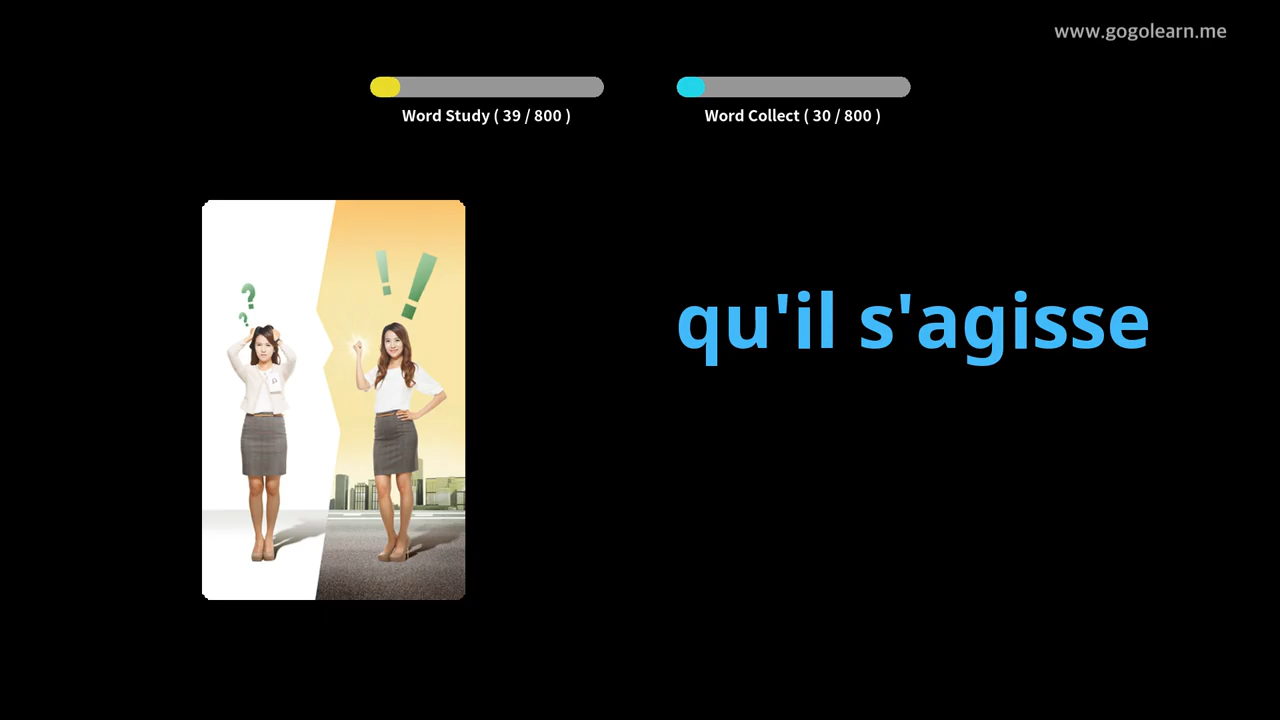 www.gogolearn.me
Word Study ( 39 / 800 )
Word Collect ( 30 / 800 )
? ?
! !
qu'il s'agisse